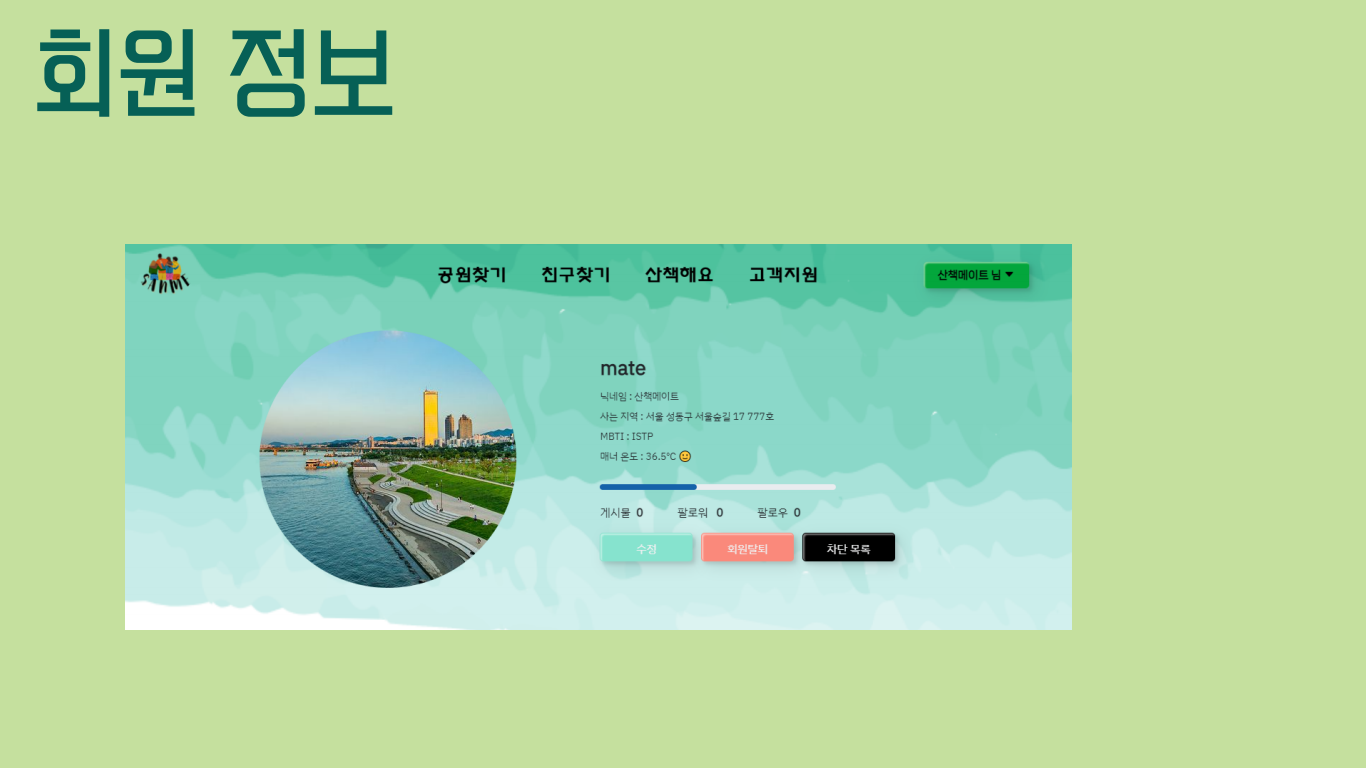 회원 정보
SANME
공원찾기 친구찾기 산책해요 고객지원 산책메이트 님
mate
닉네임 : 산책메이트
사는 지역 : 서울 성동구 서울숲길 17 777호
MBTI : ISTP
매너 온도 : 36.5℃ 🙂
게시물 0 팔로워 0 팔로우 0
수정 회원탈퇴 차단 목록